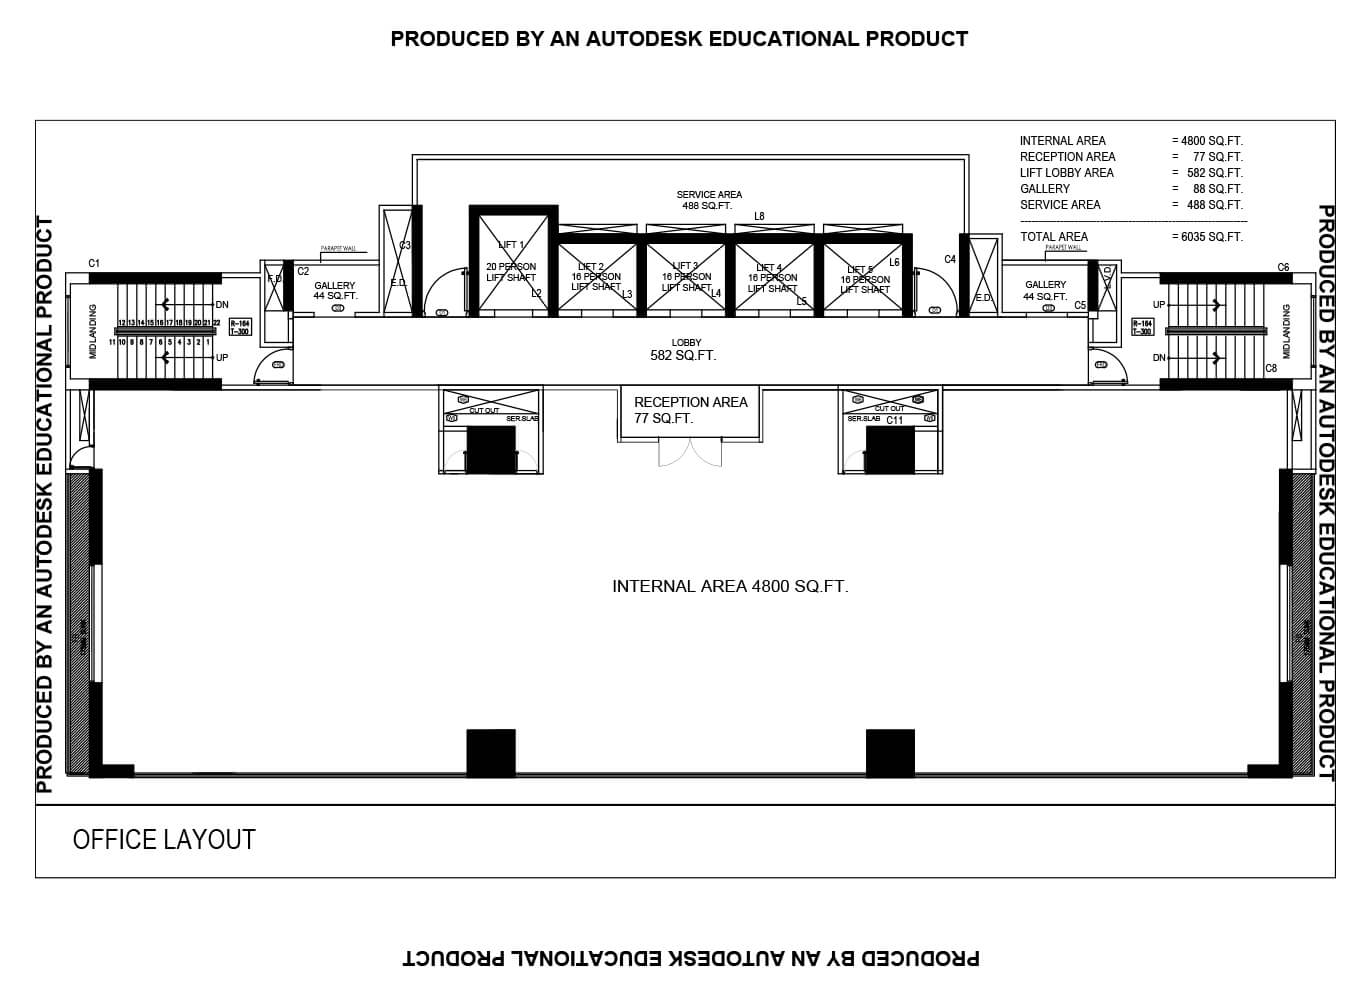 PRODUCED BY AN AUTODESK EDUCATIONAL PRODUCT
INTERNAL AREA = 4800 SQ.FT.
RECEPTION AREA = 77 SQ.FT.
LIFT LOBBY AREA = 582 SQ.FT.
GALLERY = 88 SQ.FT.
SERVICE AREA = 488 SQ.FT.
TOTAL AREA = 6035 SQ.FT.
SERVICE AREA
488 SQ.FT.
L8
PARAPET WALL
PARAPET WALL
C1
C2
C3
C4
C5
C6
F.D.
E.D.
E.D.
GALLERY
44 SQ.FT.
GALLERY
44 SQ.FT.
LIFT 1
20 PERSON
LIFT SHAFT
L2
LIFT 2
16 PERSON
LIFT SHAFT
L3
LIFT 3
16 PERSON
LIFT SHAFT
L4
LIFT 4
16 PERSON
LIFT SHAFT
L5
LIFT 5
16 PERSON
LIFT SHAFT
L6
MIDLANDING
DN
12 13 14 15 16 17 18 19 20 21 22
11 10 9 8 7 6 5 4 3 2 1
UP
R-164
T-300
LOBBY
582 SQ.FT.
R-164
T-300
UP
DN
MIDLANDING
C8
CUT OUT
SER.SLAB
RECEPTION AREA
77 SQ.FT.
CUT OUT
SER.SLAB
C11
INTERNAL AREA 4800 SQ.FT.
PRODUCED BY AN AUTODESK EDUCATIONAL PRODUCT
PRODUCED BY AN AUTODESK EDUCATIONAL PRODUCT
OFFICE LAYOUT
PRODUCED BY AN AUTODESK EDUCATIONAL PRODUCT